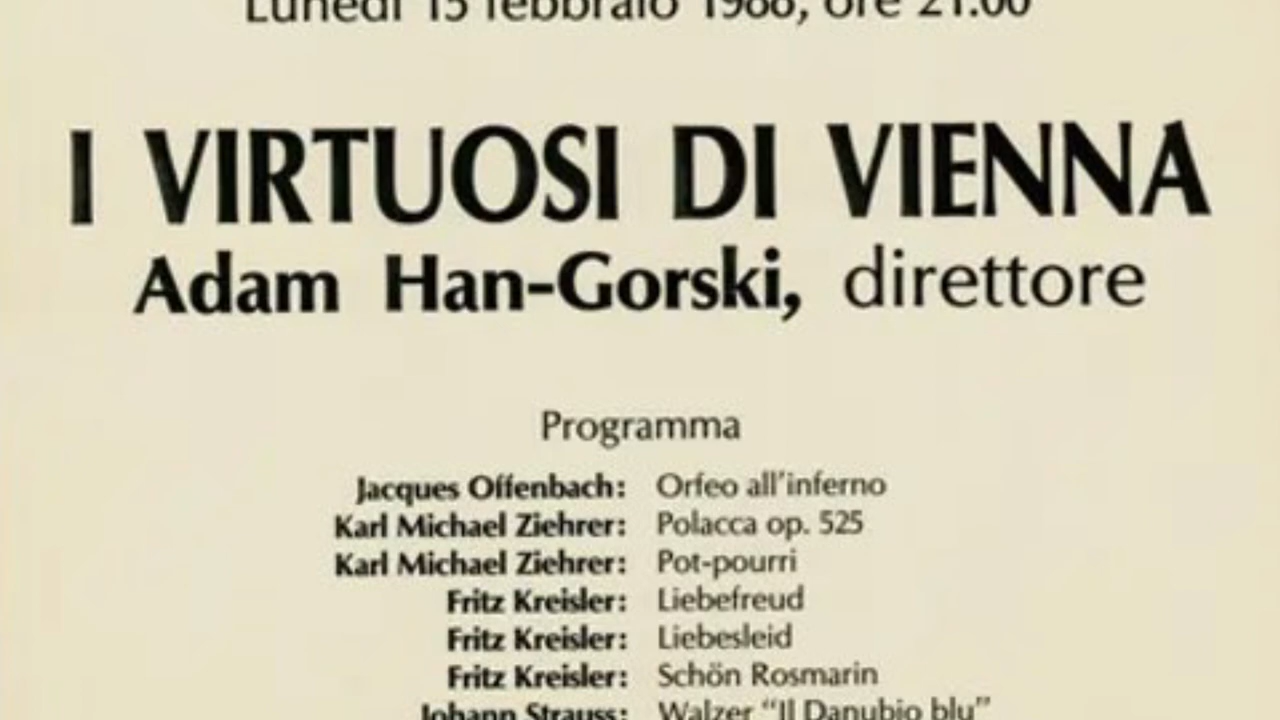 Lunedì 15 febbraio 1988, ore 21.00
I VIRTUOSI DI VIENNA
Adam Han-Gorski, direttore
Programma
Jacques Offenbach: Orfeo all'inferno
Karl Michael Ziehrer: Polacca op. 525
Karl Michael Ziehrer: Pot-pourri
Fritz Kreisler: Liebefreud
Fritz Kreisler: Liebesleid
Fritz Kreisler: Schön Rosmarin
Johann Strauss: Walzer "Il Danubio blu"